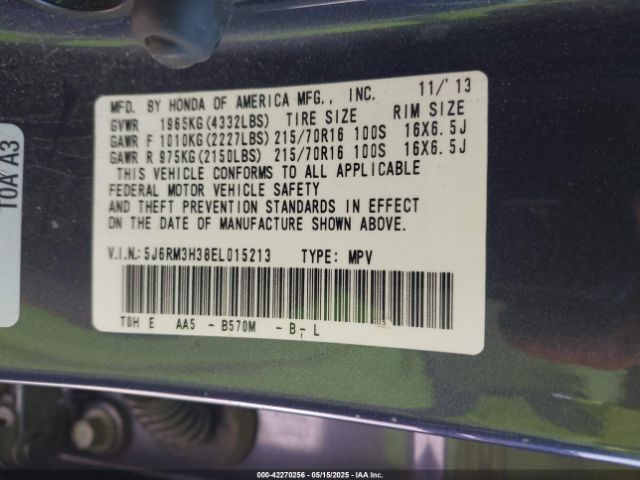 MFD. BY HONDA OF AMERICA MFG., INC. 11/'13
GVWR 1965KG(4332LBS) TIRE SIZE RIM SIZE
GAWR F 1010KG(2227LBS) 215/70R16 100S 16X6.5J
GAWR R 975KG(2150LBS) 215/70R16 100S 16X6.5J
THIS VEHICLE CONFORMS TO ALL APPLICABLE
FEDERAL MOTOR VEHICLE SAFETY
AND THEFT PREVENTION STANDARDS IN EFFECT
ON THE DATE OF MANUFACTURE SHOWN ABOVE.
V.I.N.: 5J6RM3H38EL015213 TYPE: MPV
TOH E AA5 - B570M - B - L
TOA A3
000-42270256 - 05/15/2025 - IAA Inc.